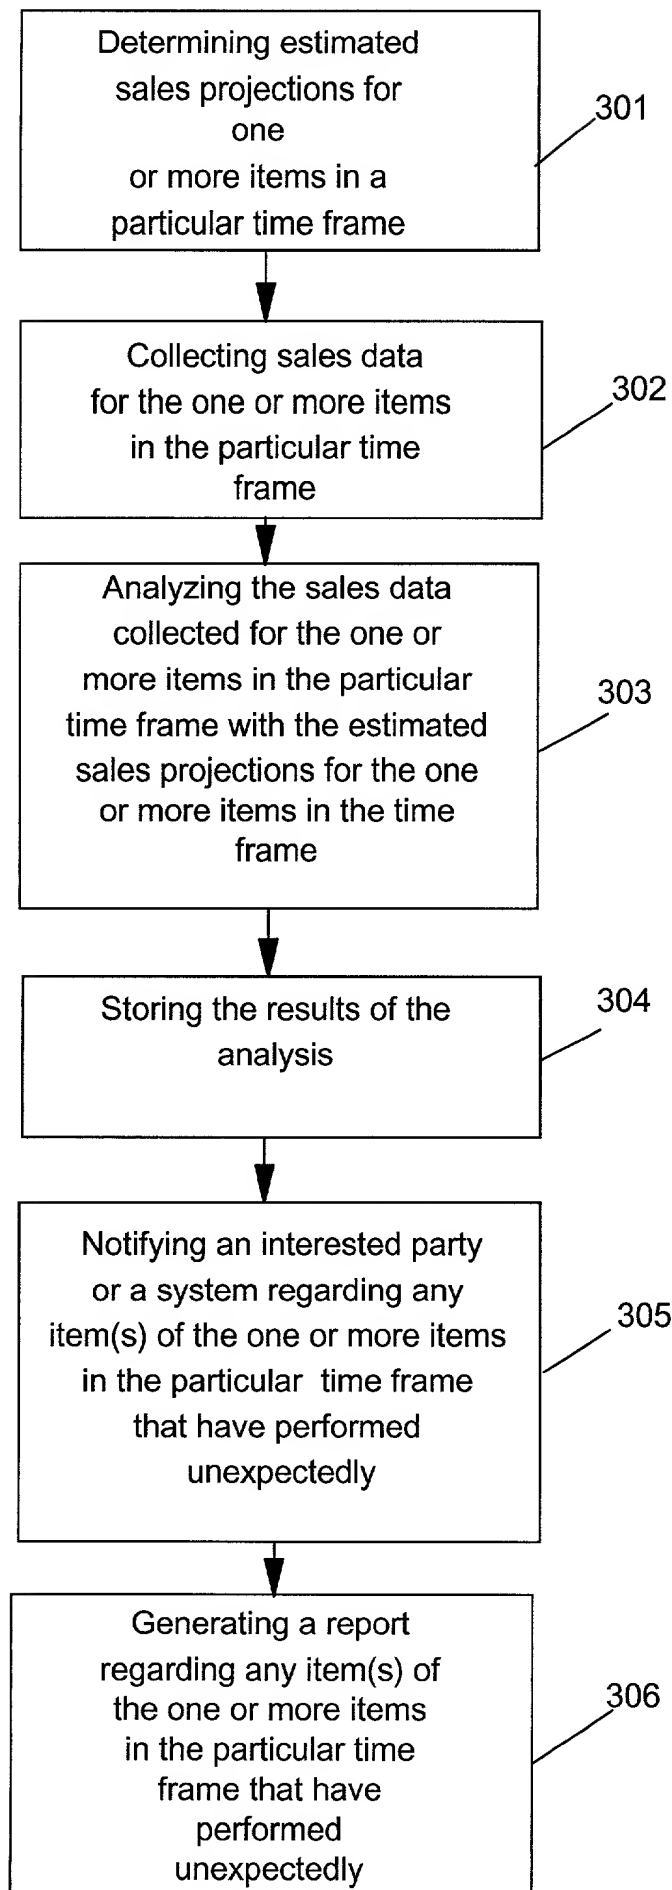 Determining estimated
sales projections for
one
or more items in a
particular time frame
301
Collecting sales data
for the one or more items
in the particular time
frame
302
Analyzing the sales data
collected for the one or
more items in the particular
time frame with the estimated
sales projections for the one
or more items in the time
frame
303
Storing the results of the
analysis
304
Notifying an interested party
or a system regarding any
item(s) of the one or more items
in the particular time frame
that have performed
unexpectedly
305
Generating a report
regarding any item(s) of
the one or more items
in the particular time
frame that have
performed
unexpectedly
306